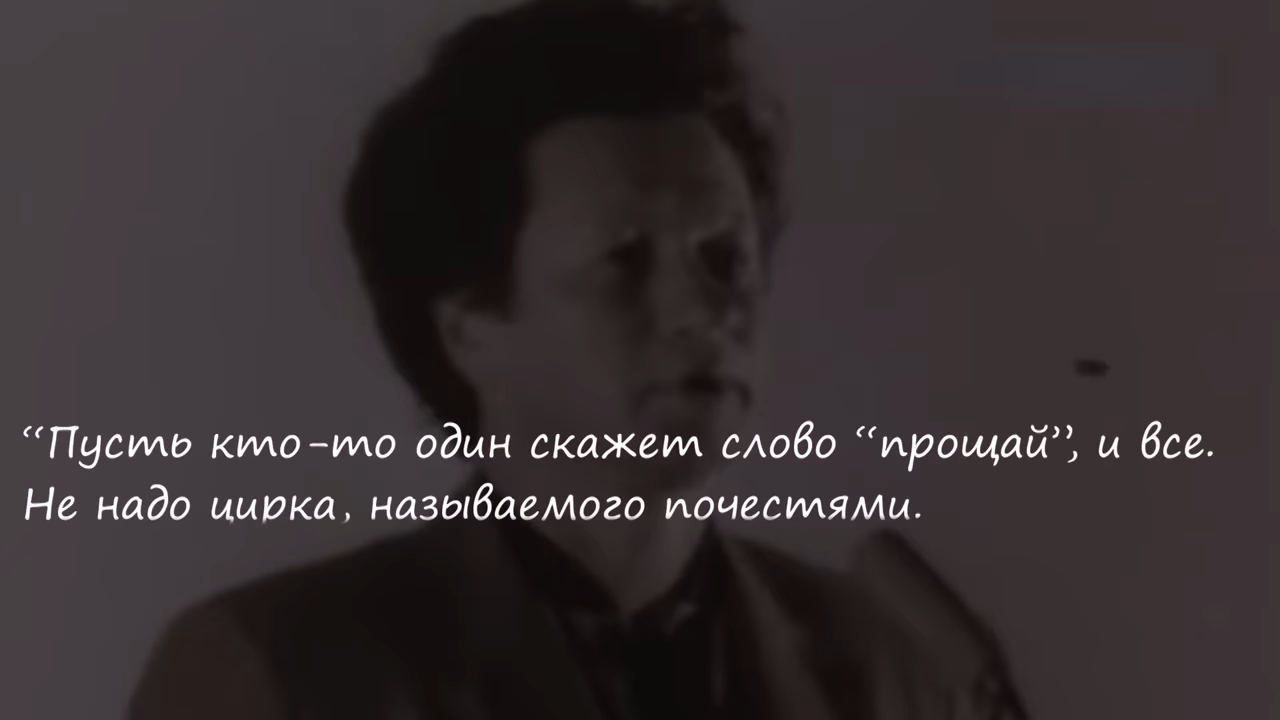 “Пусть кто-то один скажет слово “прощай”, и все.
Не надо цирка, называемого почестями.